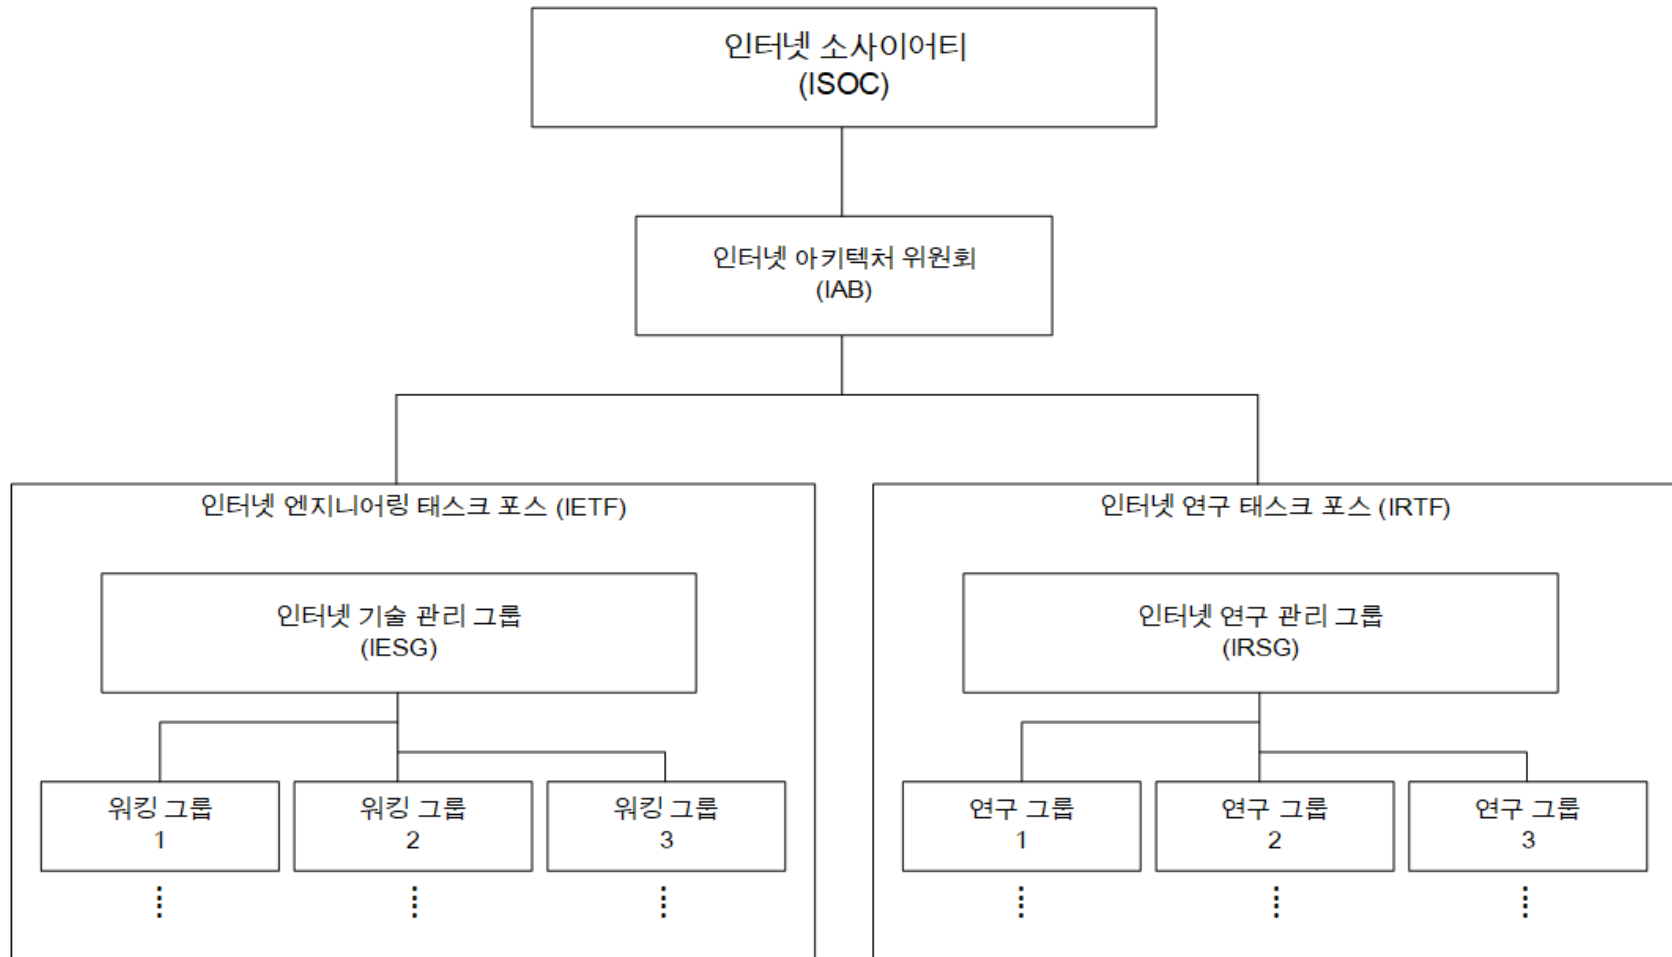 인터넷 소사이어티
(ISOC)
인터넷 아키텍처 위원회
(IAB)
인터넷 엔지니어링 태스크 포스 (IETF)
인터넷 기술 관리 그룹
(IESG)
워킹 그룹
1
워킹 그룹
2
워킹 그룹
3
인터넷 연구 태스크 포스 (IRTF)
인터넷 연구 관리 그룹
(IRSG)
연구 그룹
1
연구 그룹
2
연구 그룹
3